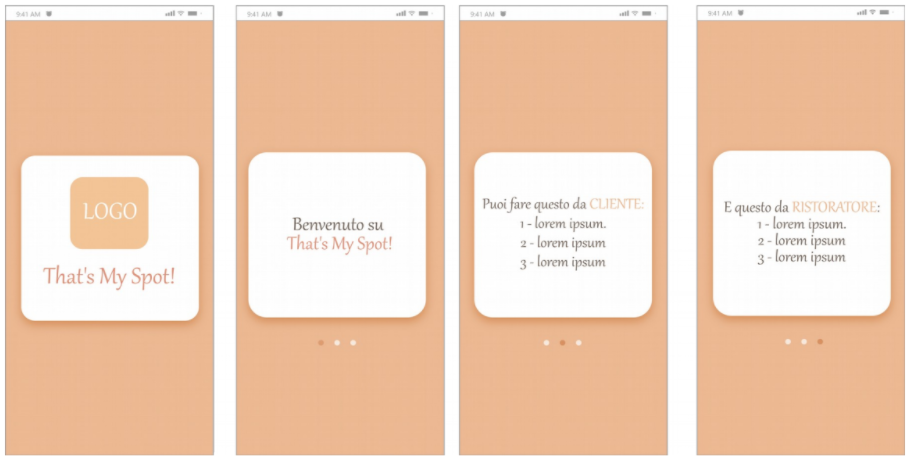 9:41 AM
LOGO
That's My Spot!
9:41 AM
Benvenuto su
That's My Spot!
9:41 AM
Puoi fare questo da CLIENTE:
1 - lorem ipsum.
2 - lorem ipsum
3 - lorem ipsum
9:41 AM
E questo da RISTORATORE:
1 - lorem ipsum.
2 - lorem ipsum
3 - lorem ipsum